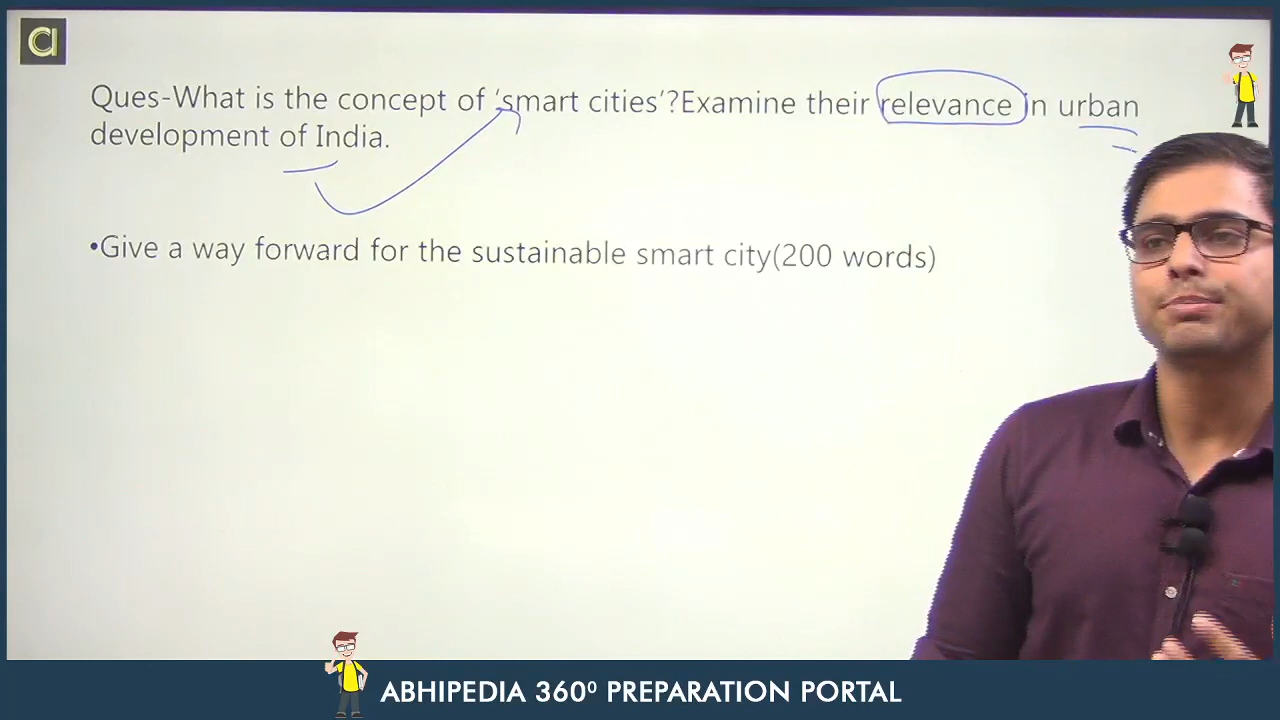 Ques-What is the concept of ‘smart cities’?Examine their relevance in urban
development of India.
•Give a way forward for the sustainable smart city(200 words)
ABHIPEDIA 360⁰ PREPARATION PORTAL